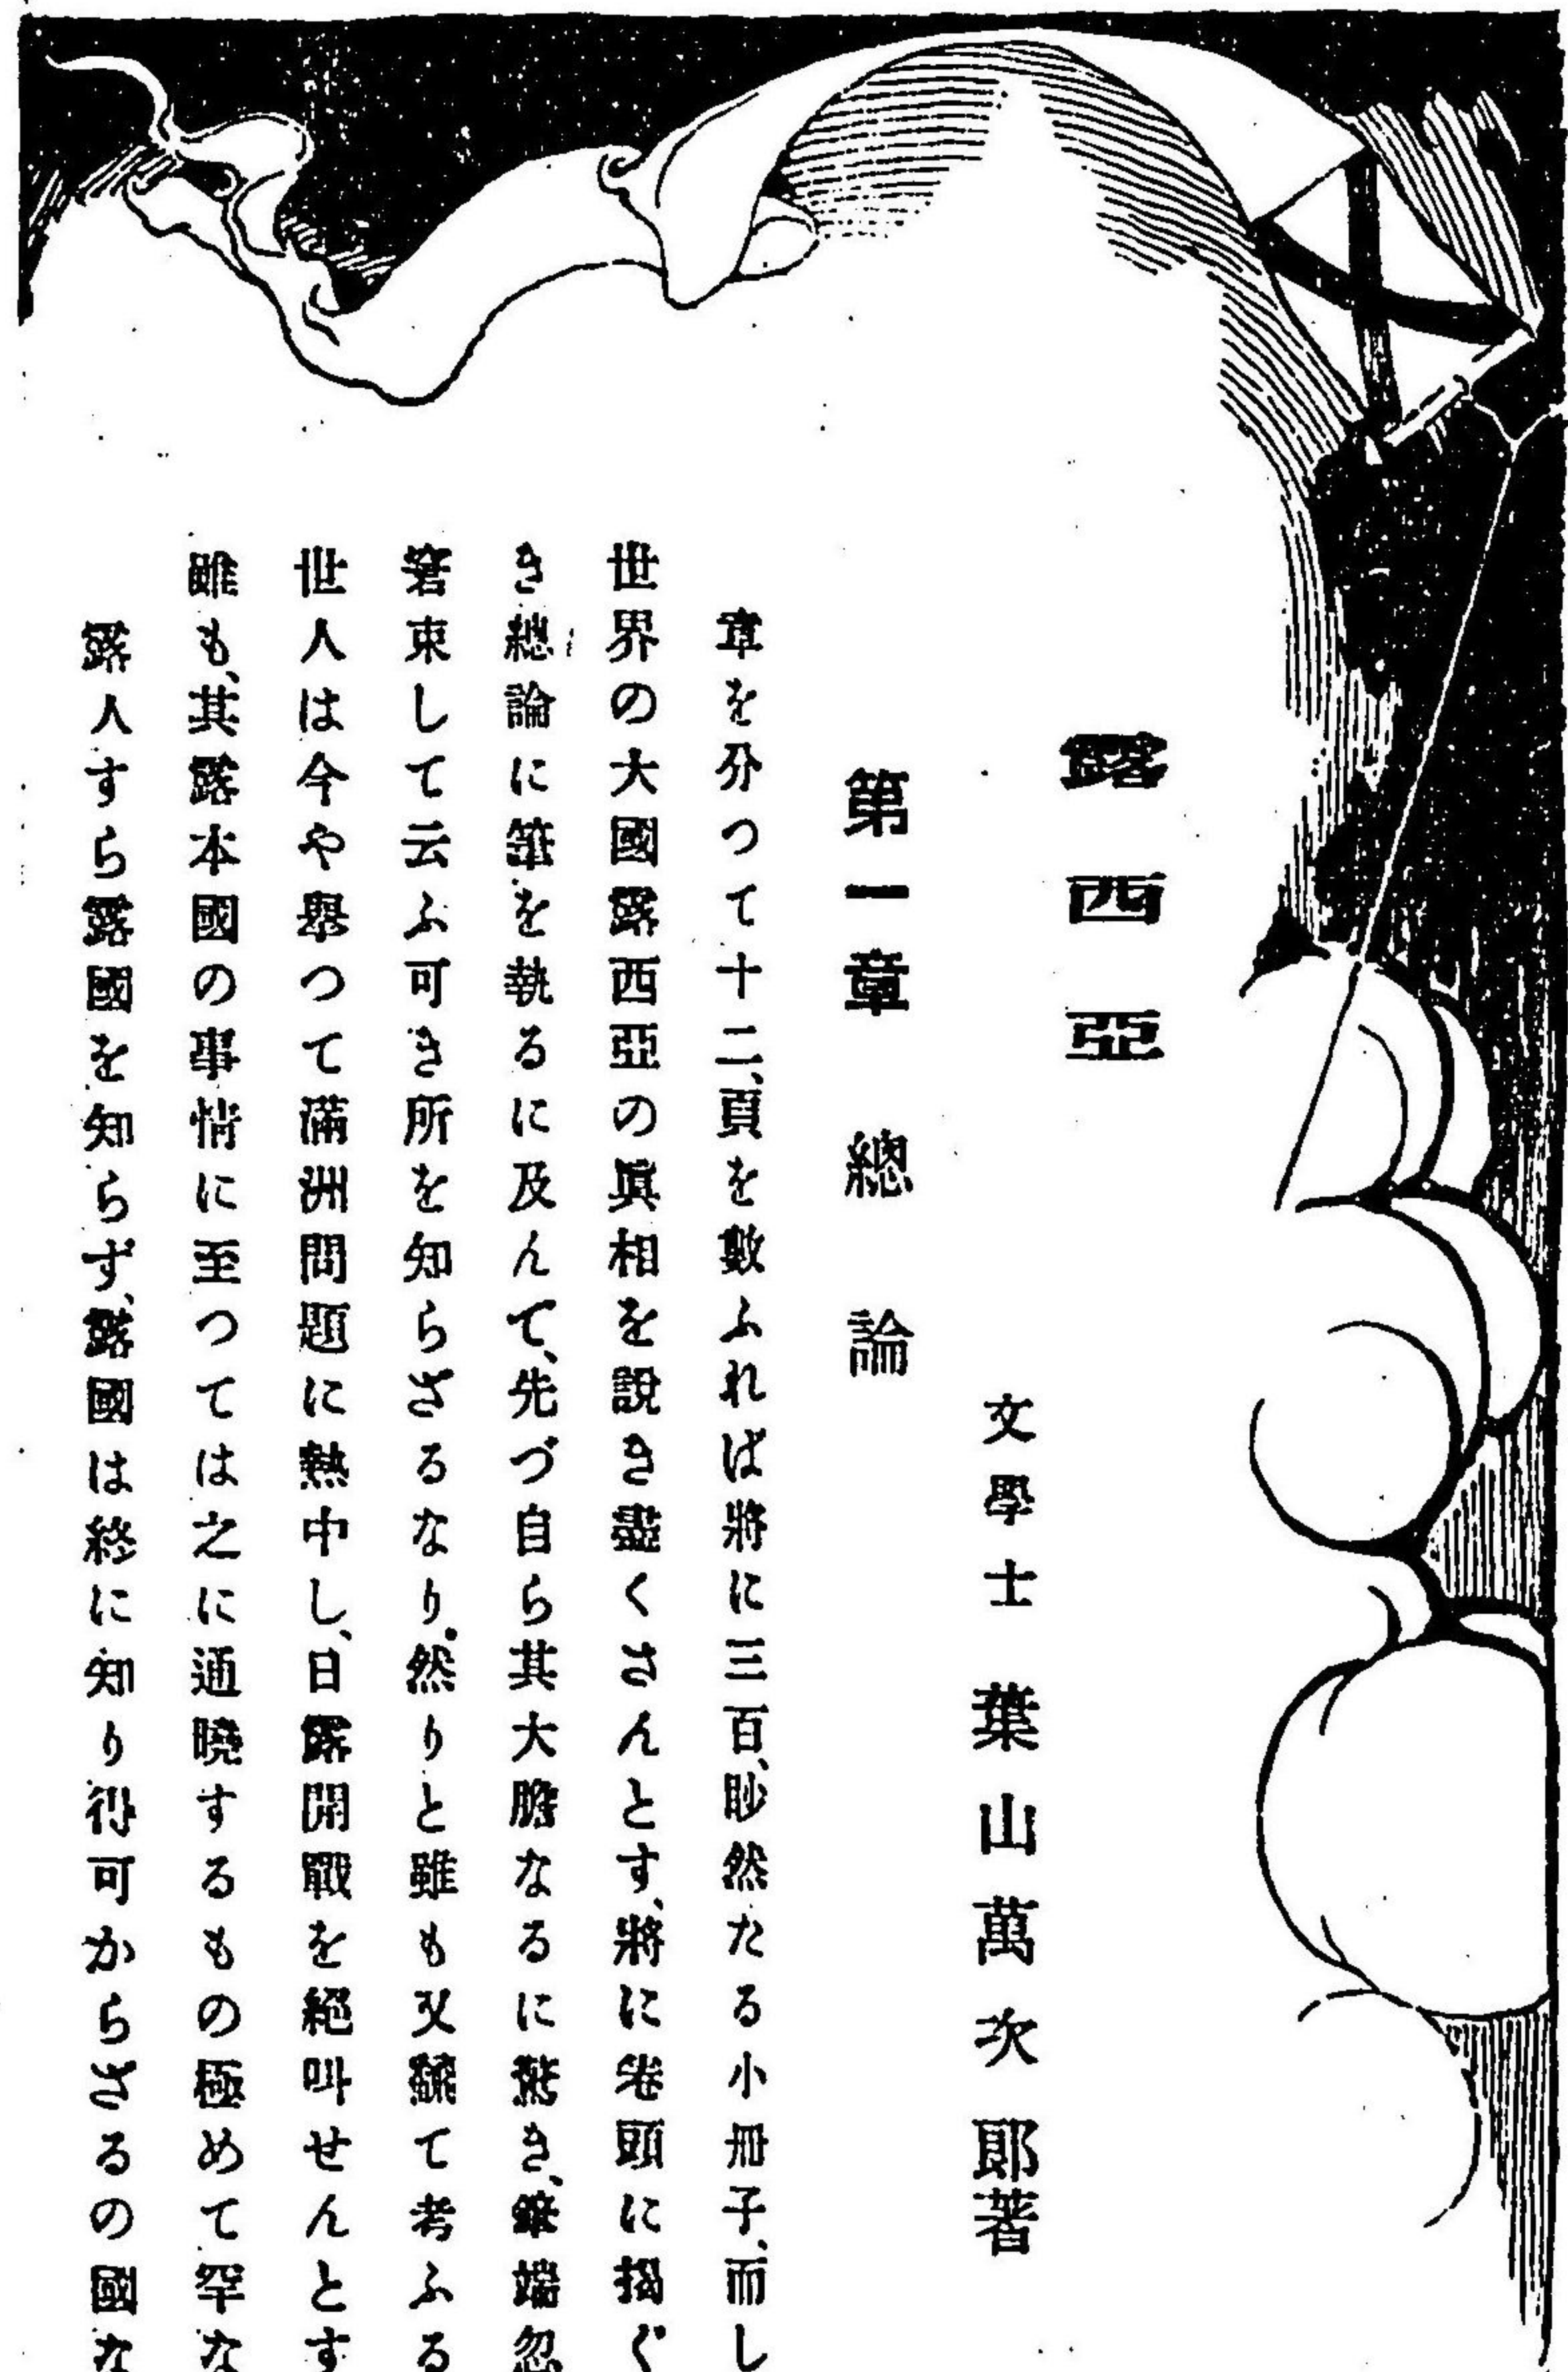 露西亞
文學士 葉山萬次郎著
第一章 總論
章を分つて十二、頁を數ふれば將に三百、眇然たる小冊子、而し
世界の大國露西亞の眞相を說き盡くさんとす、將に卷頭に揭ぐ
き總論に筆を執るに及んで、先づ自ら其大膽なるに驚き、筆端忽
窘束して云ふ可き所を知らざるなり。然りと雖も又飜て考ふる
世人は今や擧つて滿洲問題に熱中し、日露開戰を絕叫せんとす
雖も、其露本國の事情に至つては之に通曉するもの極めて罕な
露人すら露國を知らず、露國は終に知り得可からざるの國な